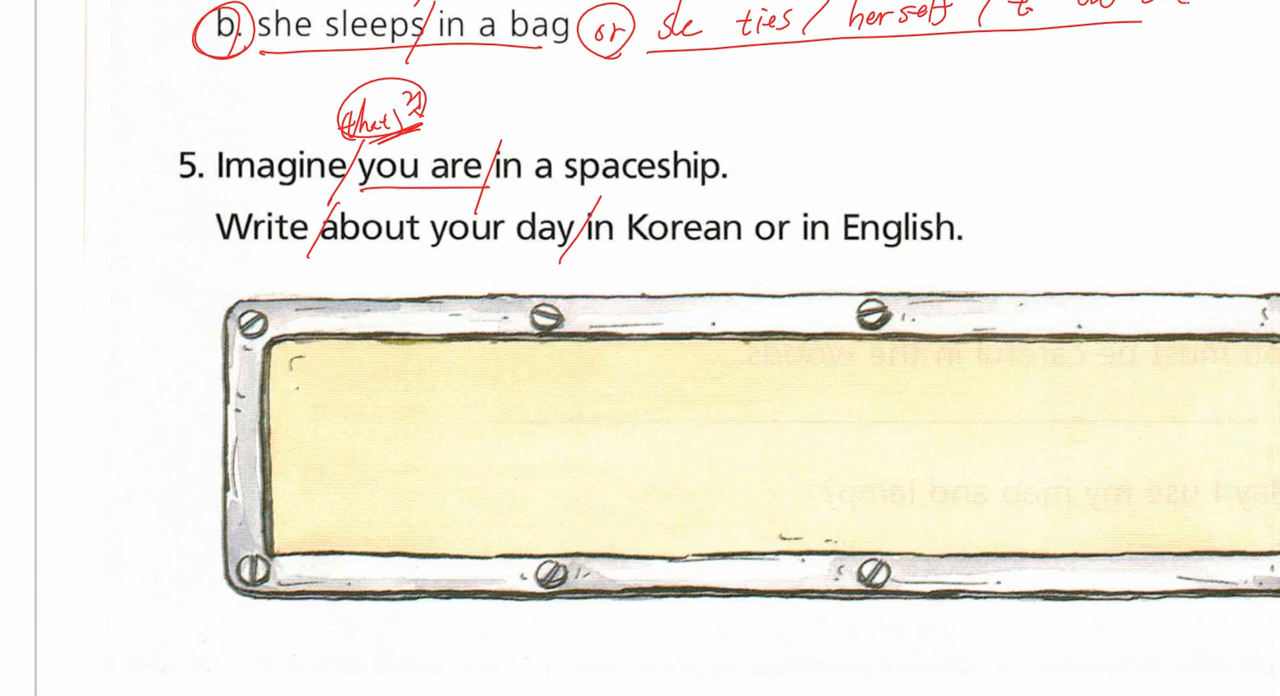 b. she sleeps in a bag or she ties herself
that
5. Imagine you are in a spaceship.
Write about your day in Korean or in English.